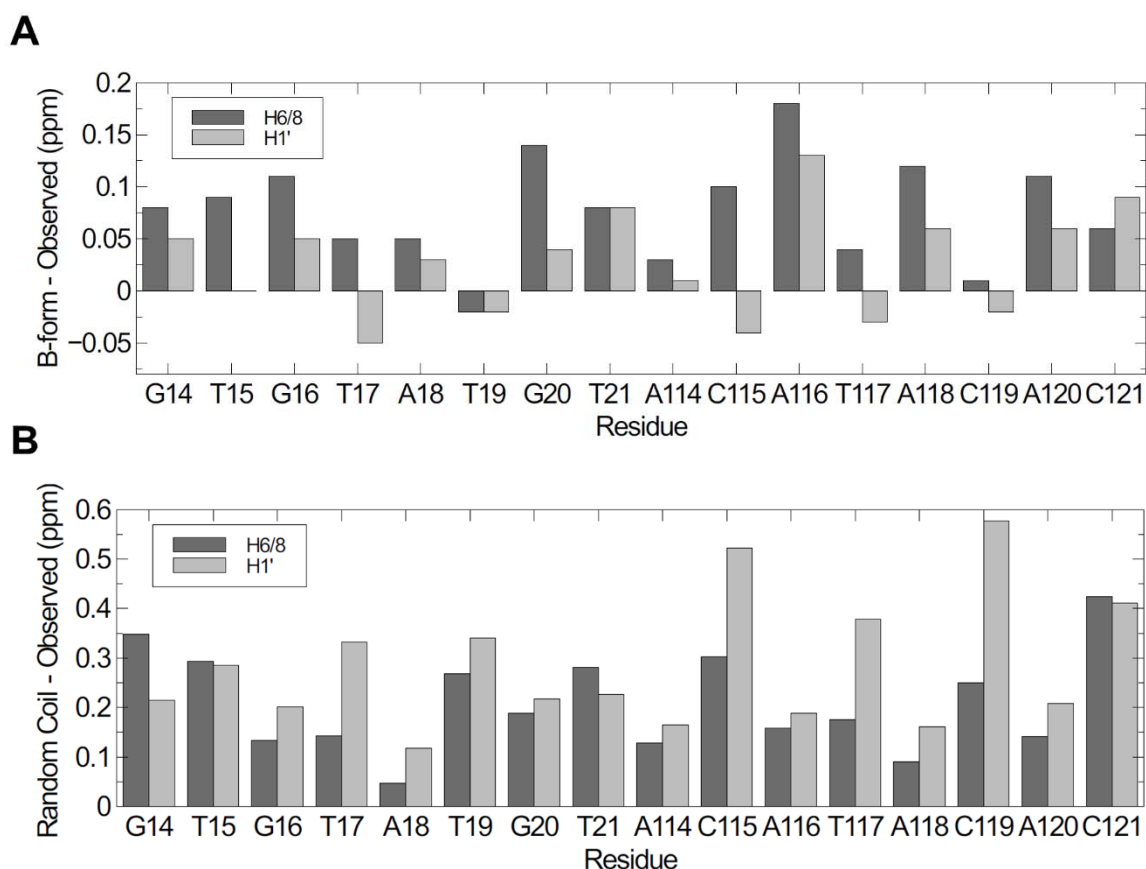 A
B-form - Observed (ppm)
0.2
0.15
0.1
0.05
0
−0.05
H6/8
H1'
G14 T15 G16 T17 A18 T19 G20 T21 A114 C115 A116 T117 A118 C119 A120 C121
Residue
B
Random Coil - Observed (ppm)
0.6
0.5
0.4
0.3
0.2
0.1
0
H6/8
H1'
G14 T15 G16 T17 A18 T19 G20 T21 A114 C115 A116 T117 A118 C119 A120 C121
Residue